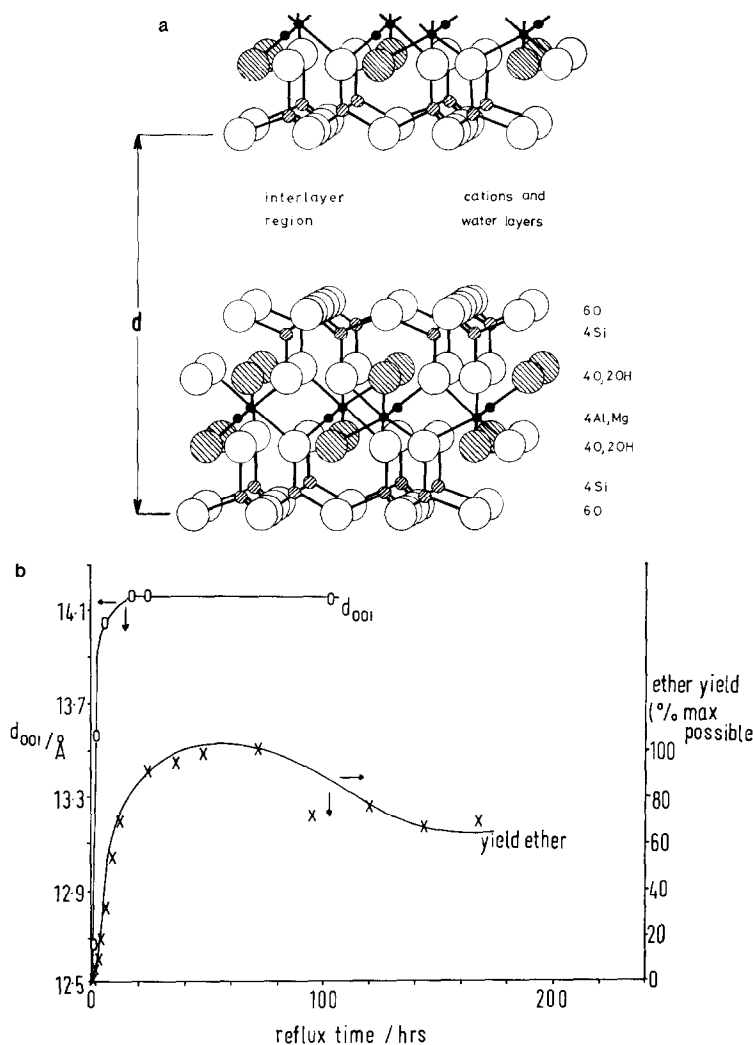 a
interlayer
region
cations and
water layers
d
6O
4Si
4O,2OH
4Al,Mg
4O,2OH
4Si
6O
b
14·1
13·7
d001/Å
13·3
12·9
12·5
d001
yield ether
ether yield
(% max
possible
100
80
60
40
20
0
0
100
200
reflux time / hrs